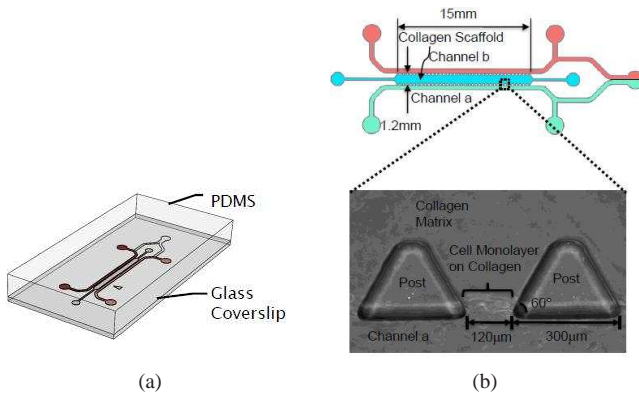 PDMS
Glass
Coverslip
(a)
15mm
Collagen Scaffold
Channel b
Channel a
1.2mm
Collagen
Matrix
Cell Monolayer
on Collagen
Post
Post
60°
Channel a
120μm
300μm
(b)